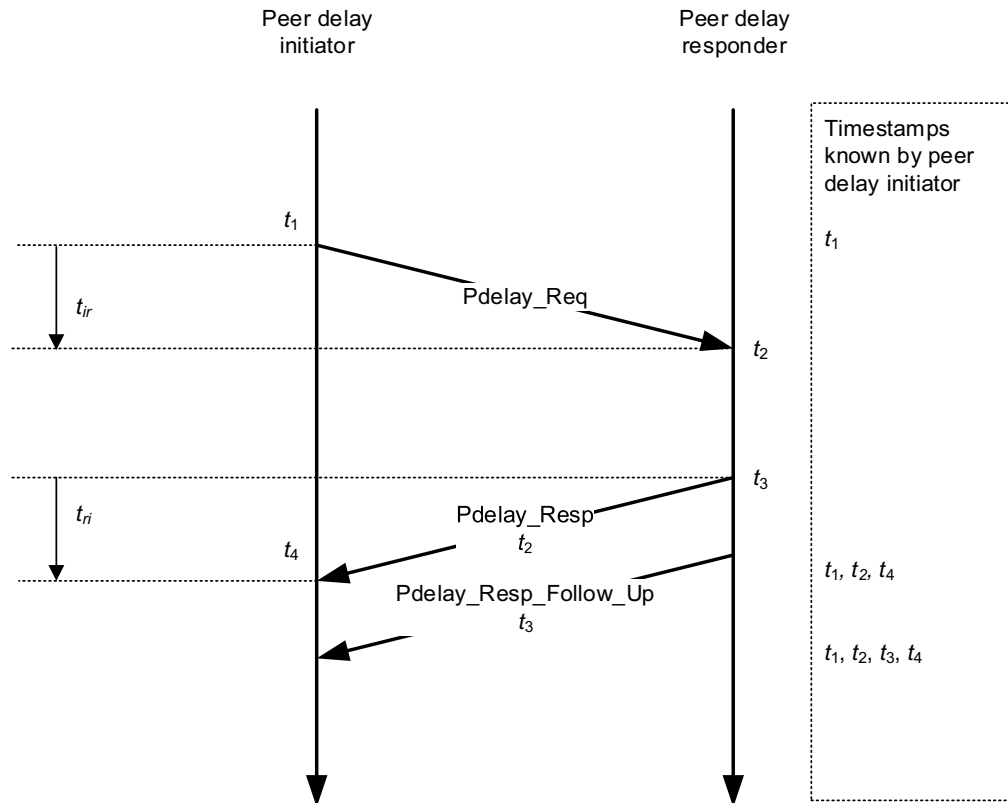 Peer delay
initiator
Peer delay
responder
Timestamps
known by peer
delay initiator
t1
t1
Pdelay_Req
tir
t2
t3
tri
Pdelay_Resp
t2
t4
t1, t2, t4
Pdelay_Resp_Follow_Up
t3
t1, t2, t3, t4